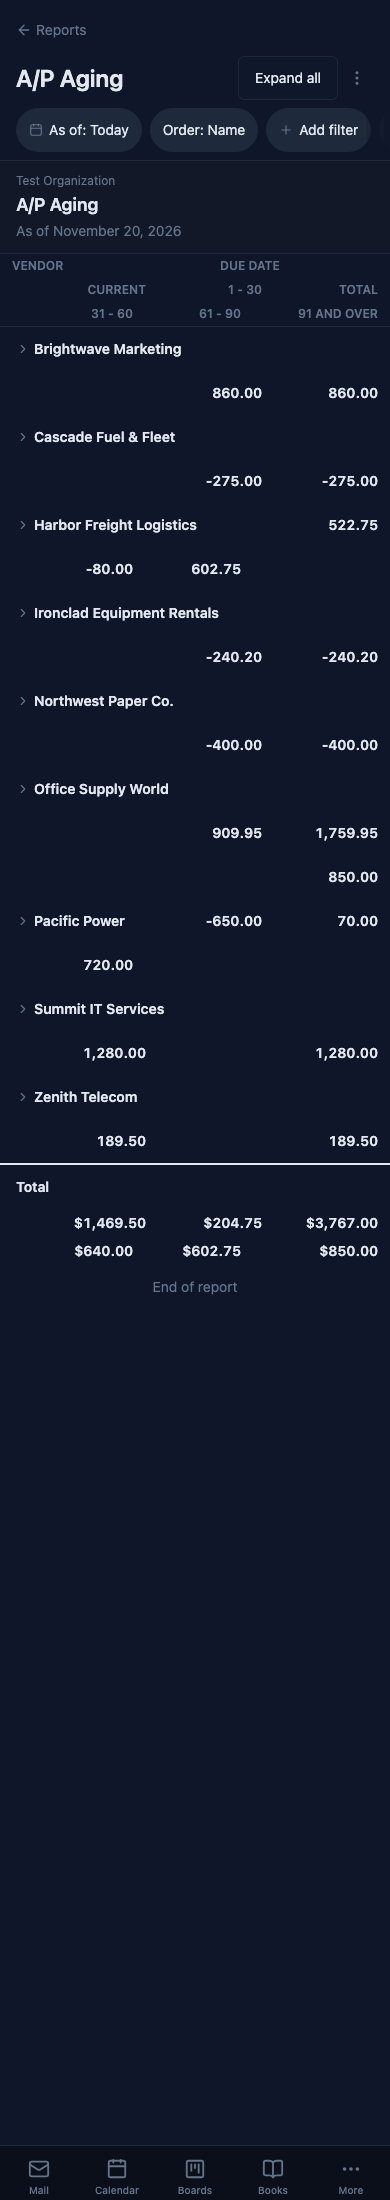 Reports
A/P Aging Expand all
As of: Today Order: Name Add filter
Test Organization
A/P Aging
As of November 20, 2026
VENDOR DUE DATE
CURRENT 1 - 30 TOTAL
31 - 60 61 - 90 91 AND OVER
Brightwave Marketing
860.00 860.00
Cascade Fuel & Fleet
-275.00 -275.00
Harbor Freight Logistics 522.75
-80.00 602.75
Ironclad Equipment Rentals
-240.20 -240.20
Northwest Paper Co.
-400.00 -400.00
Office Supply World
909.95 1,759.95
850.00
Pacific Power -650.00 70.00
720.00
Summit IT Services
1,280.00 1,280.00
Zenith Telecom
189.50 189.50
Total
$1,469.50 $204.75 $3,767.00
$640.00 $602.75 $850.00
End of report
Mail Calendar Boards Books More